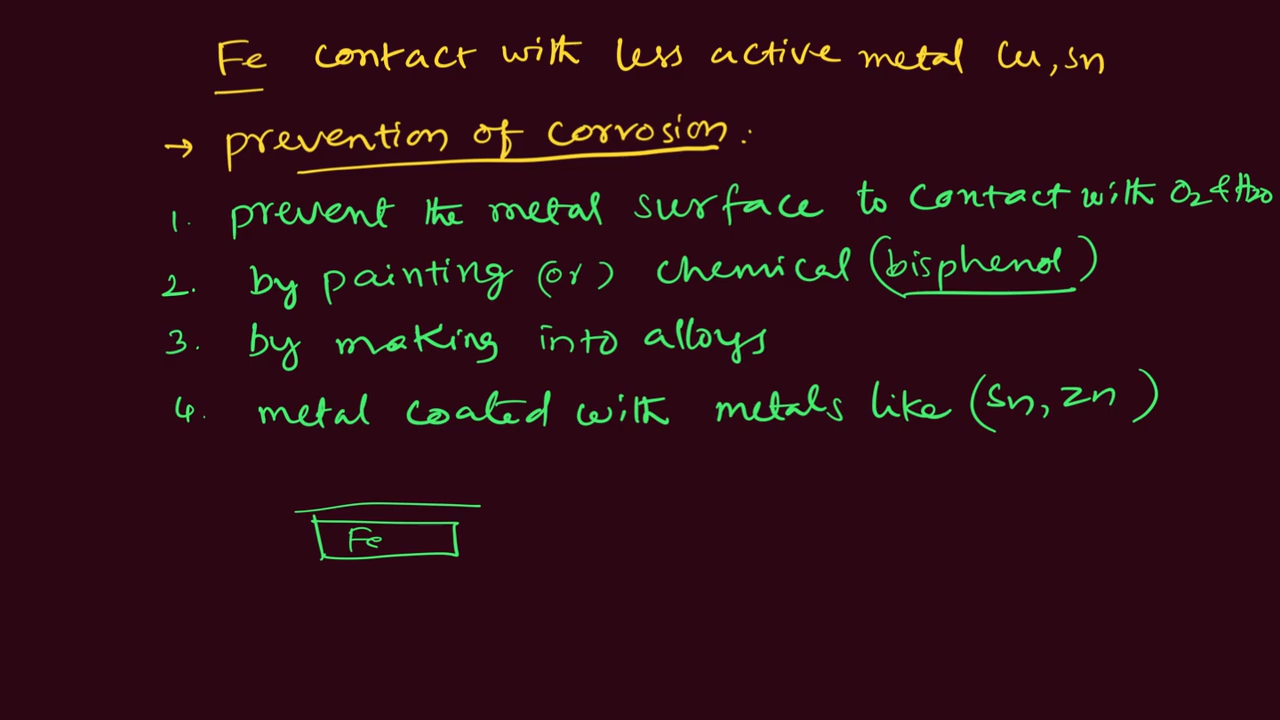 Fe contact with less active metal Cu, Sn
→ prevention of corrosion:
1. prevent the metal surface to contact with O2 & H2O
2. by painting (or) chemical (bisphenol)
3. by making into alloys
4. metal coated with metals like (Sn, Zn)
Fe